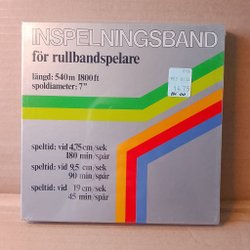 INSPELNINGSBAND
för rullbandspelare
längd: 540 m 1800 ft
spoldiameter: 7"
speltid: vid 4,75 cm/sek
180 min/spår
speltid: vid 9,5 cm/sek
90 min/spår
speltid: vid 19 cm/sek
45 min/spår